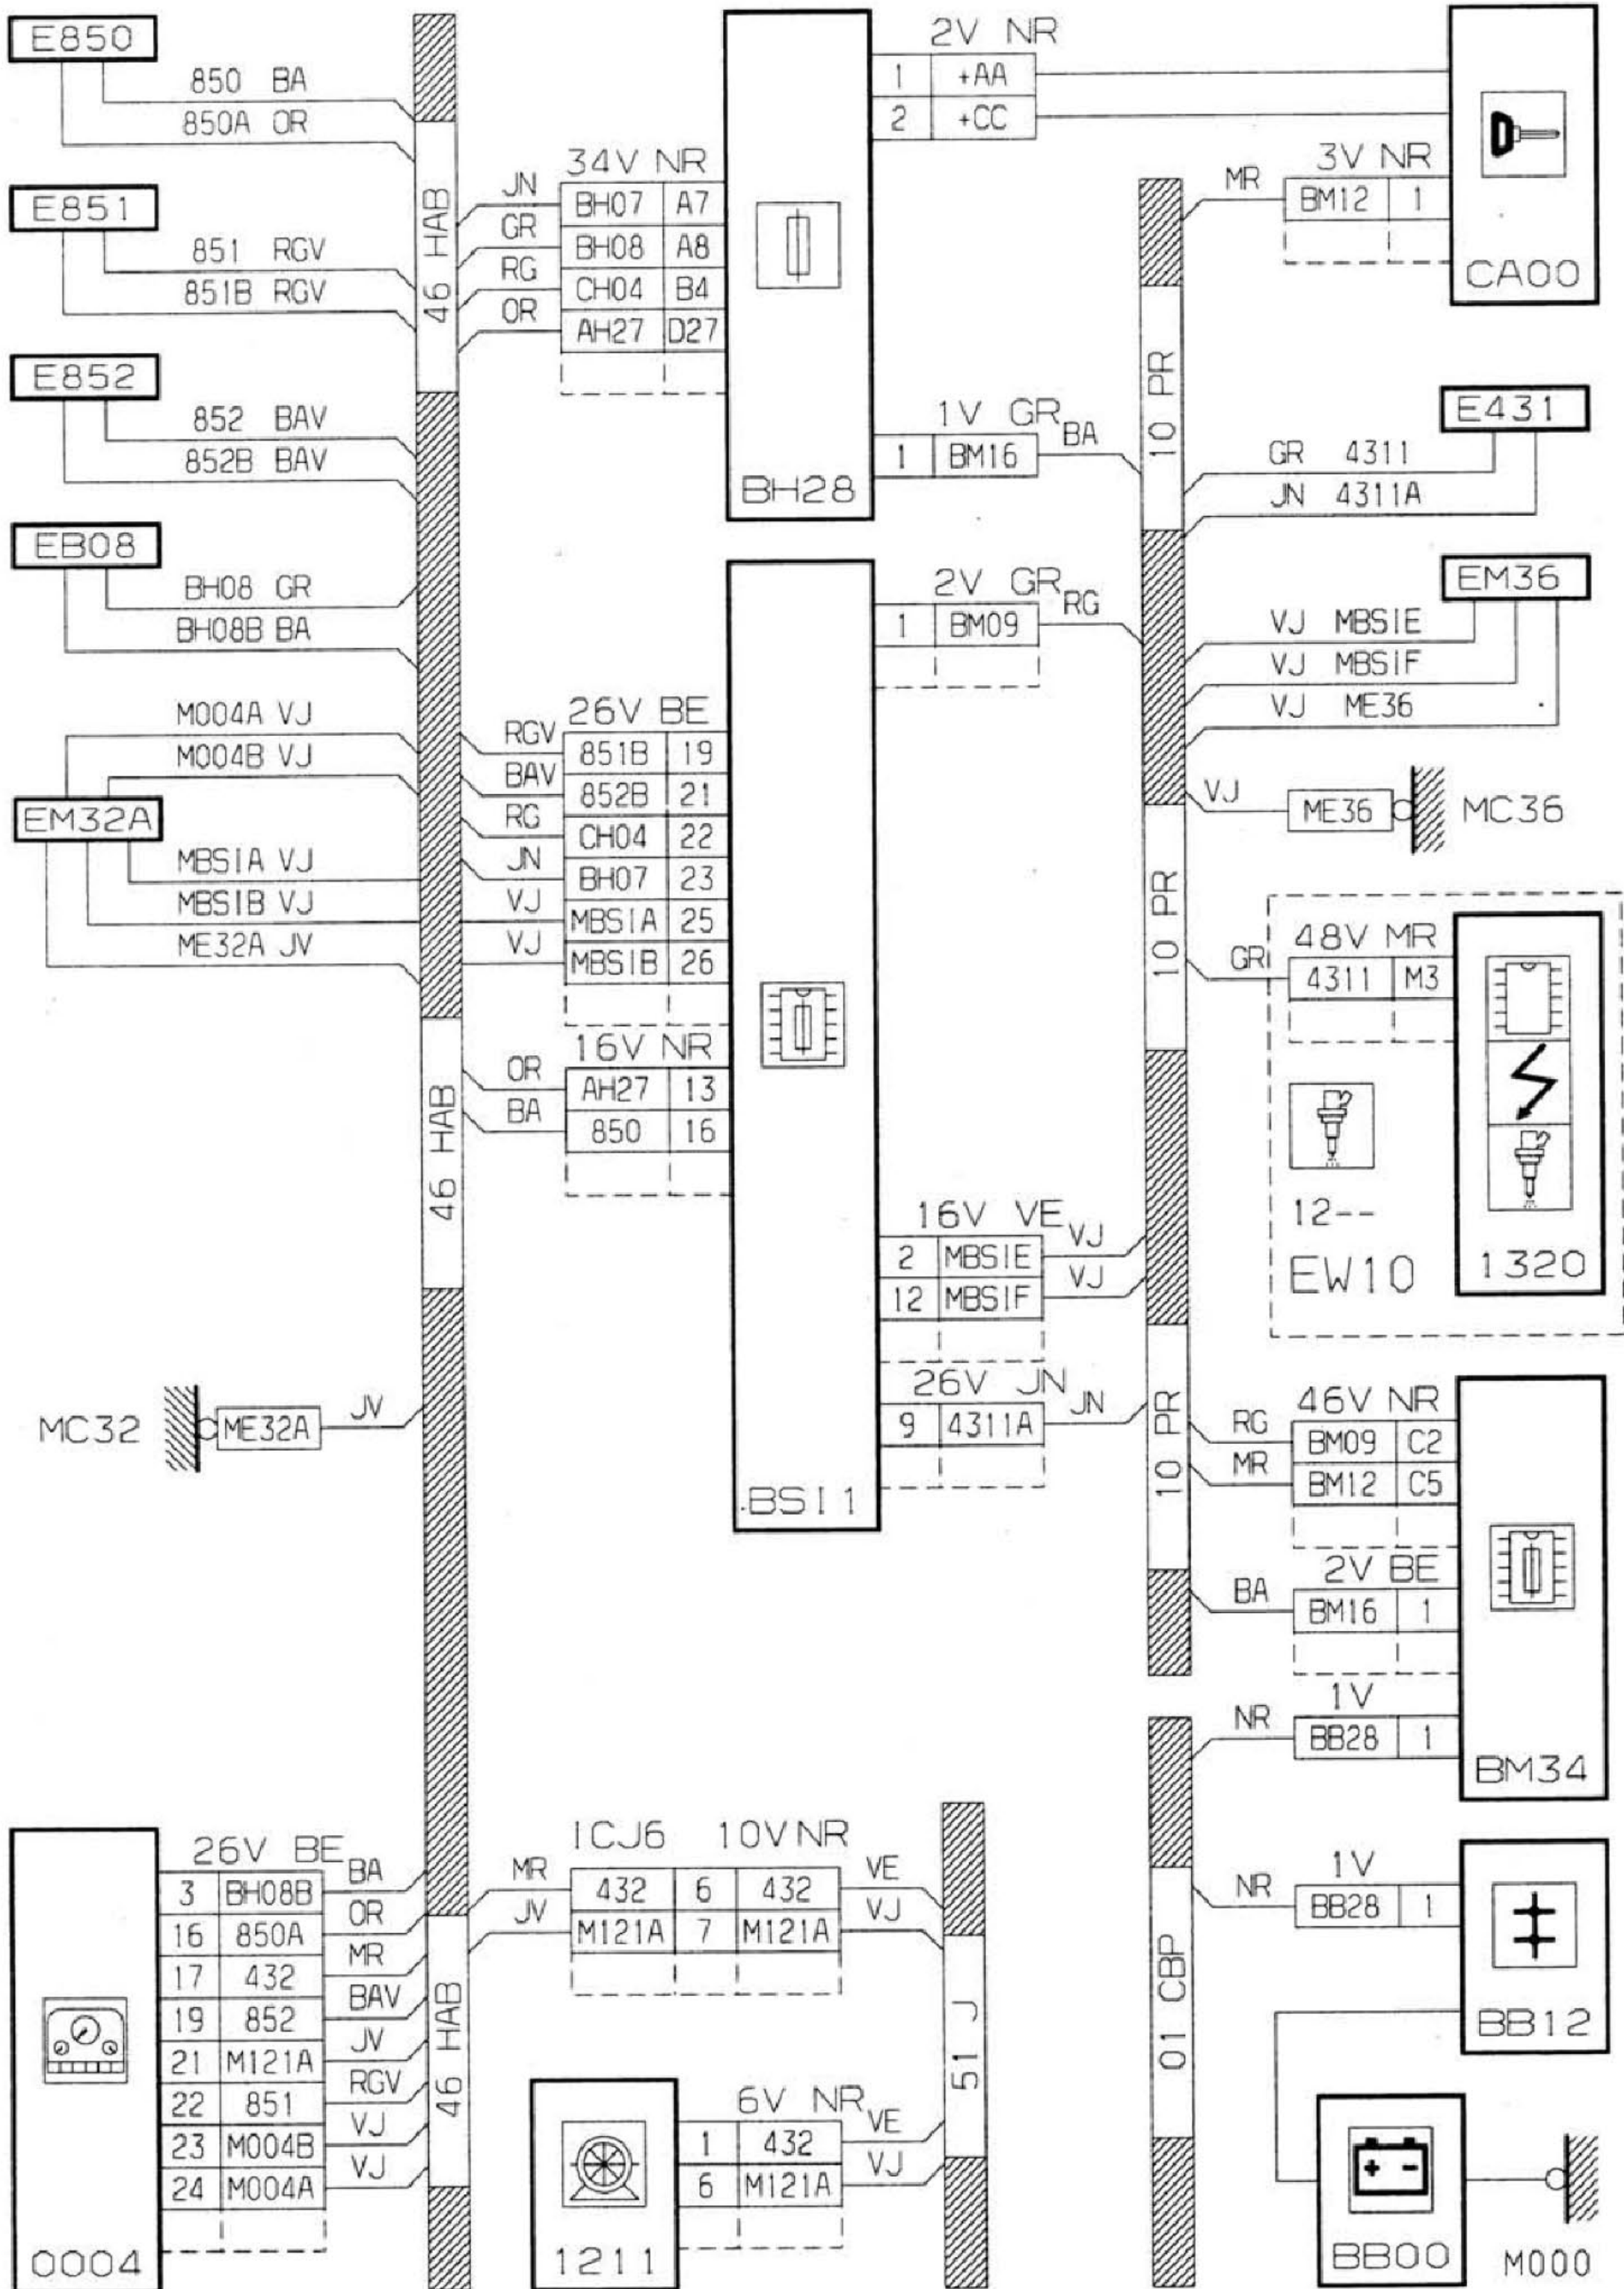 E850
850 BA
850A OR
E851
851 RGV
851B RGV
E852
852 BAV
852B BAV
EB08
BH08 GR
BH08B BA
M004A VJ
M004B VJ
EM32A
MBSIA VJ
MBSIB VJ
ME32A JV
46 HAB
46 HAB
46 HAB
MC32
ME32A
JV
34V NR
JN BH07 A7
GR BH08 A8
RG CH04 B4
OR AH27 D27
2V NR
1 +AA
2 +CC
1V GR
1 BM16 BA
BH28
2V GR
1 BM09 RG
26V BE
RGV 851B 19
BAV 852B 21
RG CH04 22
JN BH07 23
VJ MBSIA 25
VJ MBSIB 26
16V NR
OR AH27 13
BA 850 16
16V VE
2 MBSIE VJ
12 MBSIF VJ
26V JN
9 4311A JN
BSI1
10 PR
10 PR
10 PR
3V NR
MR BM12 1
CA00
E431
GR 4311
JN 4311A
EM36
VJ MBSIE
VJ MBSIF
VJ ME36
VJ ME36 MC36
48V MR
GR 4311 M3
12--
EW10
1320
46V NR
RG BM09 C2
MR BM12 C5
2V BE
BA BM16 1
1V
NR BB28 1
BM34
01 CBP
1V
NR BB28 1
BB12
+ -
BB00
M000
26V BE
3 BH08B BA
16 850A OR
17 432 MR
19 852 BAV
21 M121A JV
22 851 RGV
23 M004B VJ
24 M004A VJ
0004
ICJ6 10V NR
MR 432 6 432 VE
JV M121A 7 M121A VJ
51 J
6V NR
1 432 VE
6 M121A VJ
1211